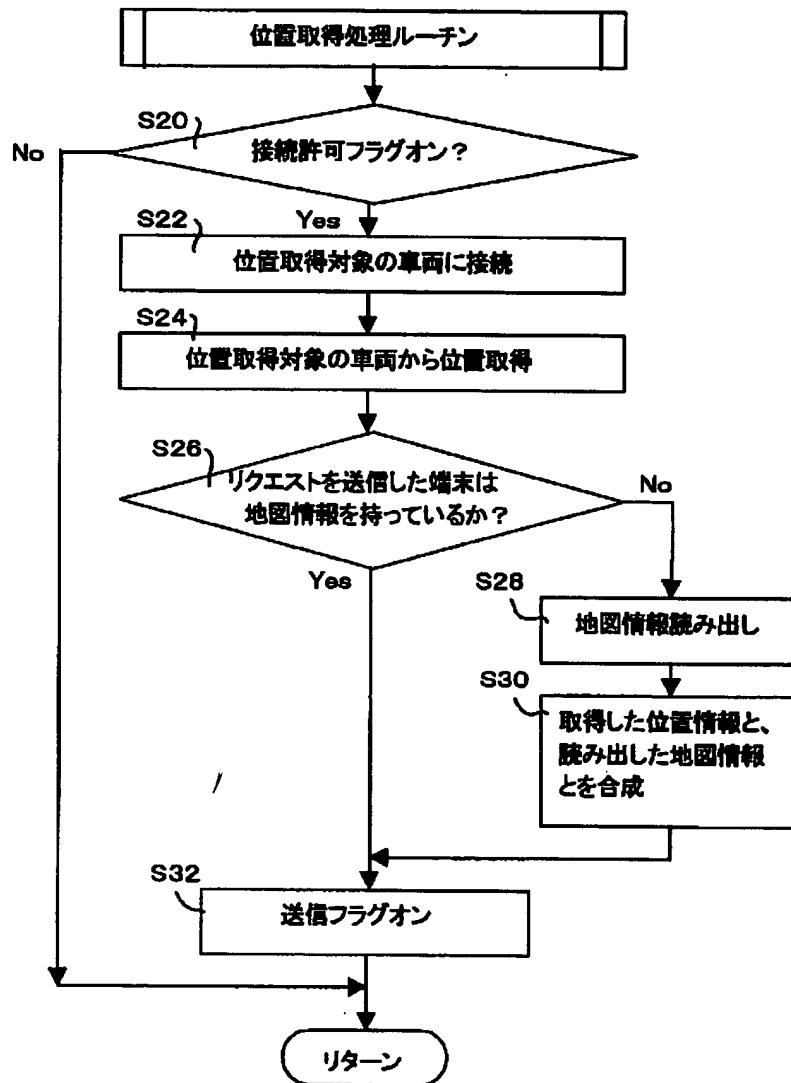 位置取得処理ルーチン
S20
No
接続許可フラグオン？
S22
Yes
位置取得対象の車両に接続
S24
位置取得対象の車両から位置取得
S26
リクエストを送信した端末は
地図情報を持っているか？
No
Yes
S28
地図情報読み出し
S30
取得した位置情報と、
読み出した地図情報
とを合成
S32
送信フラグオン
リターン